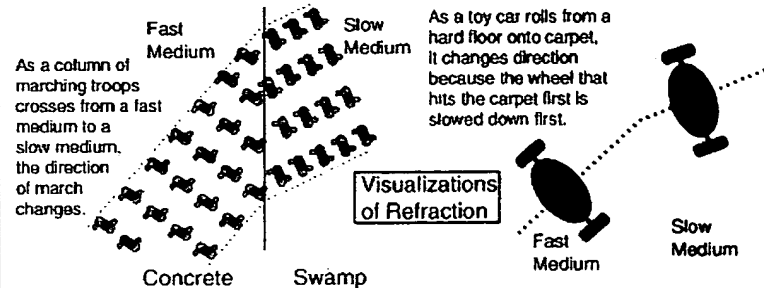 Fast
Medium
Slow
Medium
As a column of
marching troops
crosses from a fast
medium to a
slow medium,
the direction
of march
changes.
Concrete
Swamp
As a toy car rolls from a
hard floor onto carpet,
it changes direction
because the wheel that
hits the carpet first is
slowed down first.
Visualizations
of Refraction
Fast
Medium
Slow
Medium